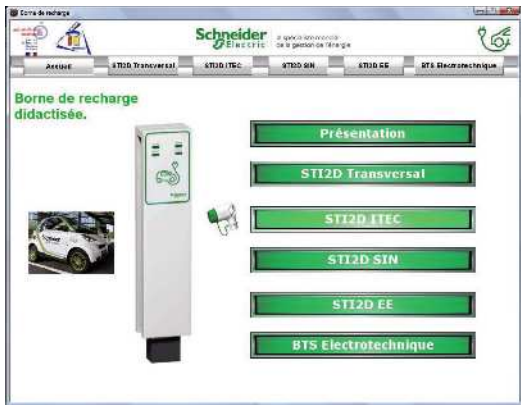 Borne de recharge
Schneider
Electric
Accueil
STI2D Transversal
STI2D ITEC
STI2D SIN
STI2D EE
BTS Electrotechnique
Borne de recharge
didactisée.
Présentation
STI2D Transversal
STI2D ITEC
STI2D SIN
STI2D EE
BTS Electrotechnique